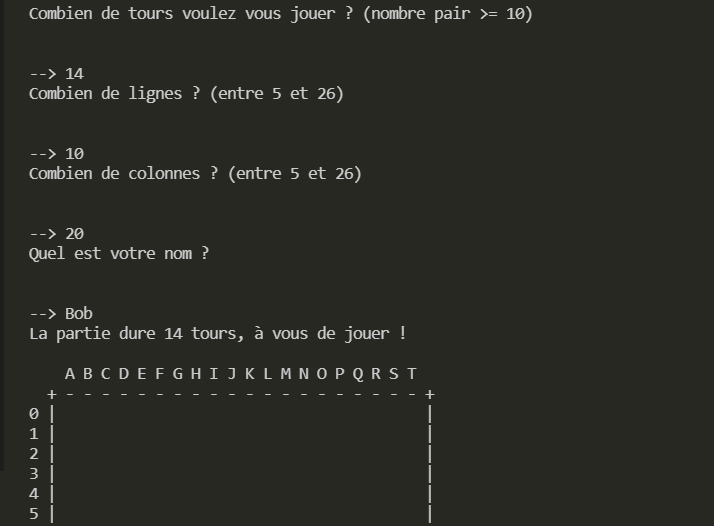 Combien de tours voulez vous jouer ? (nombre pair >= 10)
--> 14
Combien de lignes ? (entre 5 et 26)
--> 10
Combien de colonnes ? (entre 5 et 26)
--> 20
Quel est votre nom ?
--> Bob
La partie dure 14 tours, à vous de jouer !
    A B C D E F G H I J K L M N O P Q R S T
  + - - - - - - - - - - - - - - - - - - - - +
0 |                                         |
1 |                                         |
2 |                                         |
3 |                                         |
4 |                                         |
5 |                                         |